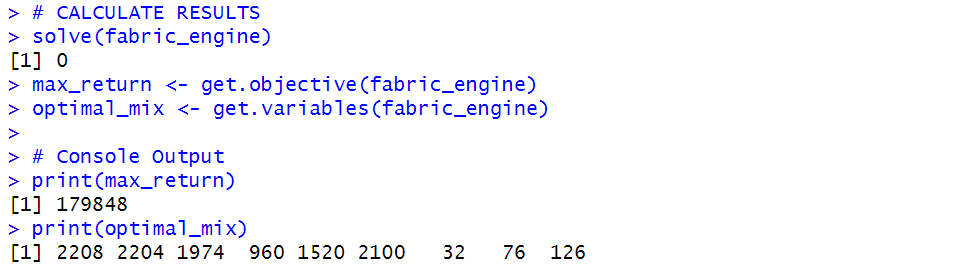 > # CALCULATE RESULTS
> solve(fabric_engine)
[1] 0
> max_return <- get.objective(fabric_engine)
> optimal_mix <- get.variables(fabric_engine)
>
> # Console Output
> print(max_return)
[1] 179848
> print(optimal_mix)
[1] 2208 2204 1974  960 1520 2100   32   76  126